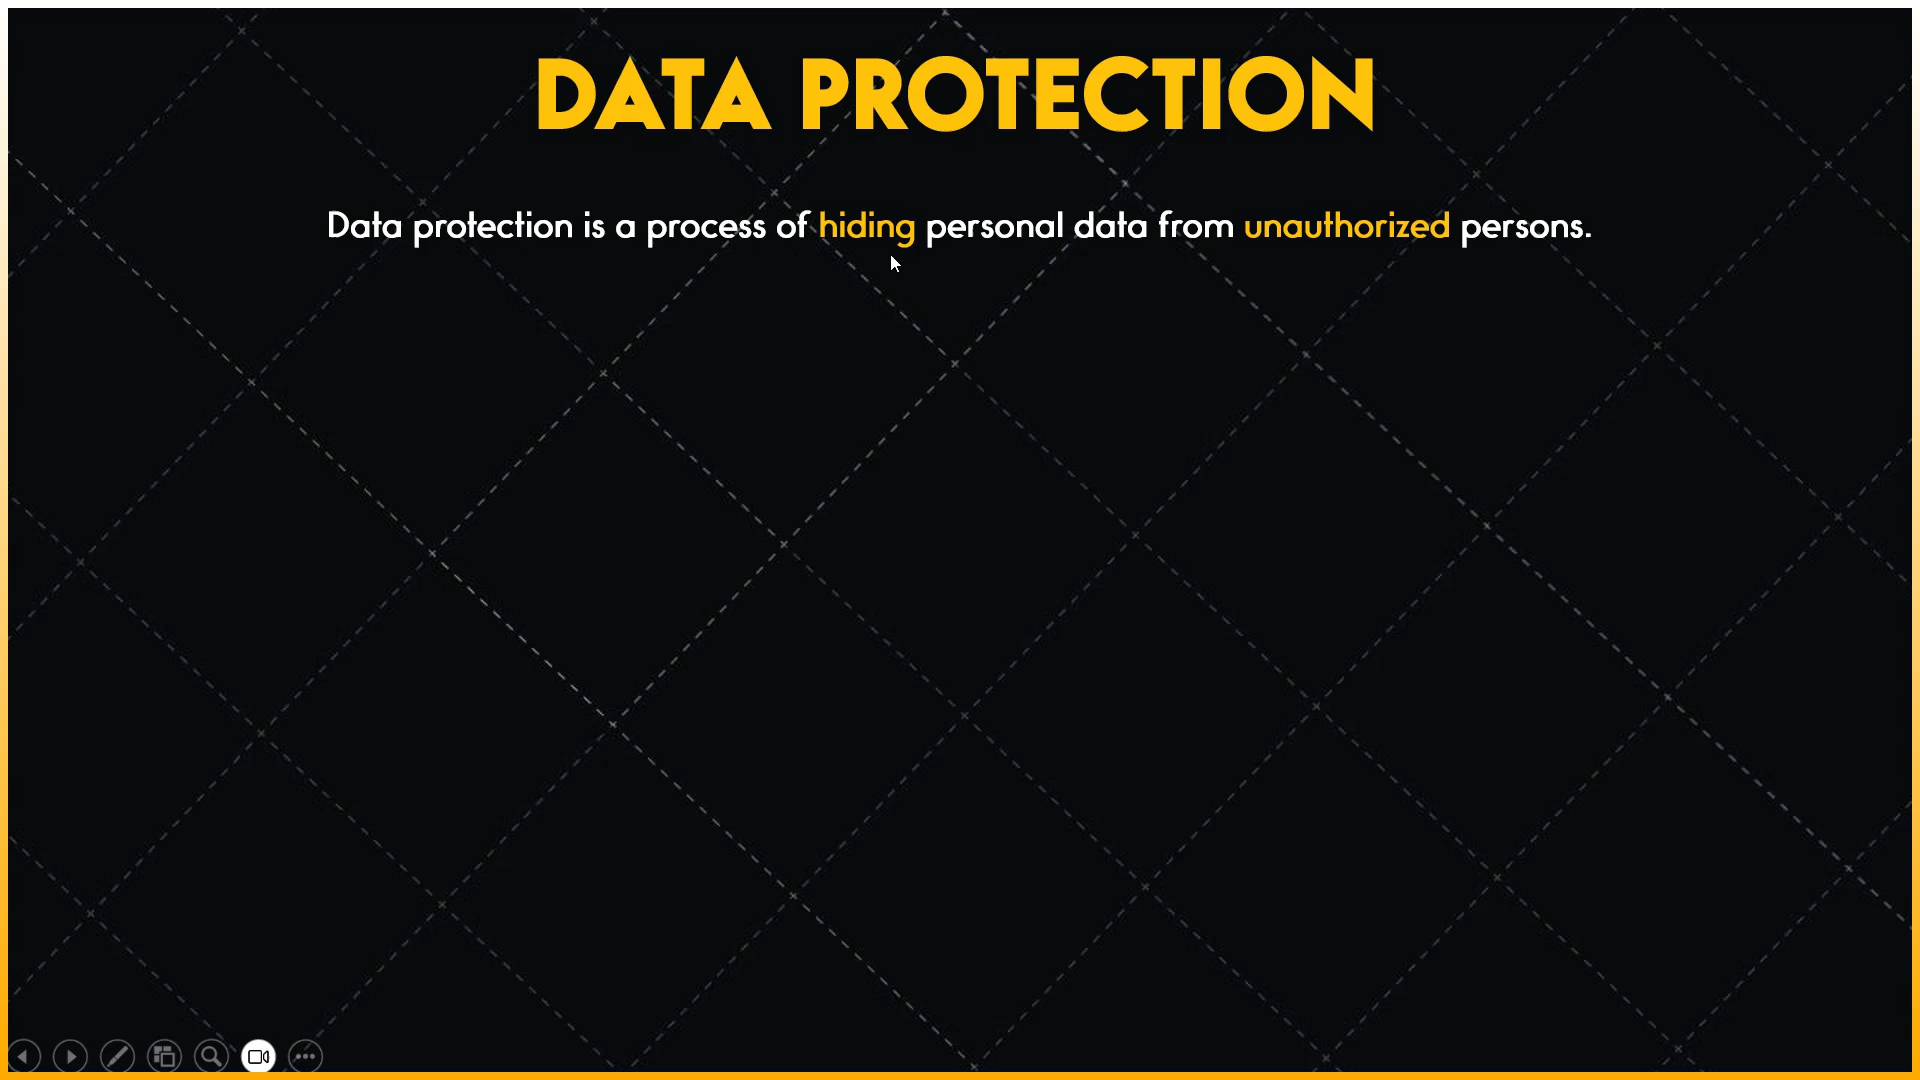 DATA PROTECTION
Data protection is a process of hiding personal data from unauthorized persons.